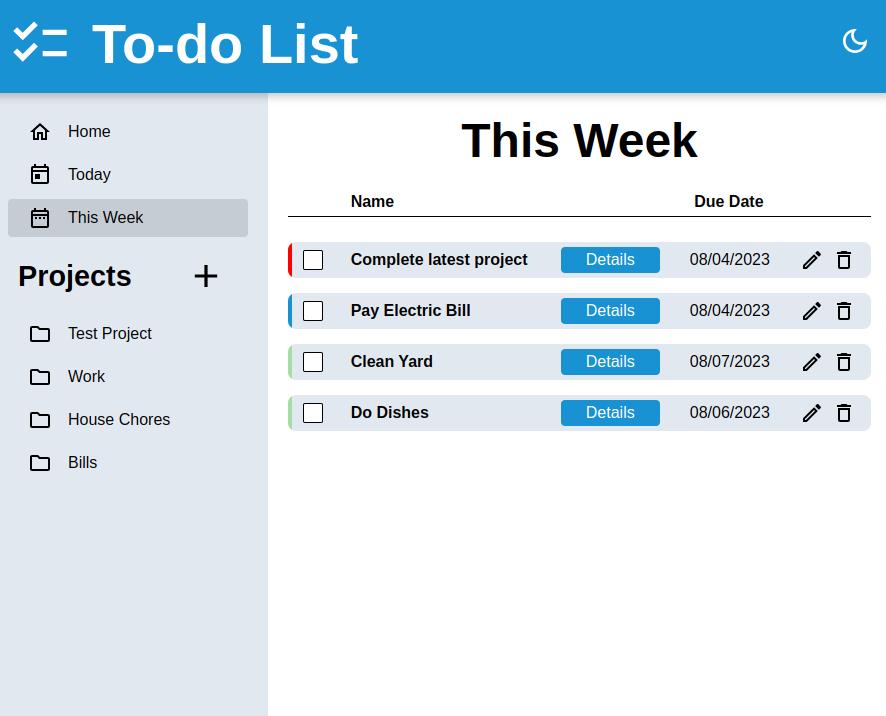 To-do List
Home
Today
This Week
Projects
Test Project
Work
House Chores
Bills
This Week
Name Due Date
Complete latest project Details 08/04/2023
Pay Electric Bill Details 08/04/2023
Clean Yard Details 08/07/2023
Do Dishes Details 08/06/2023